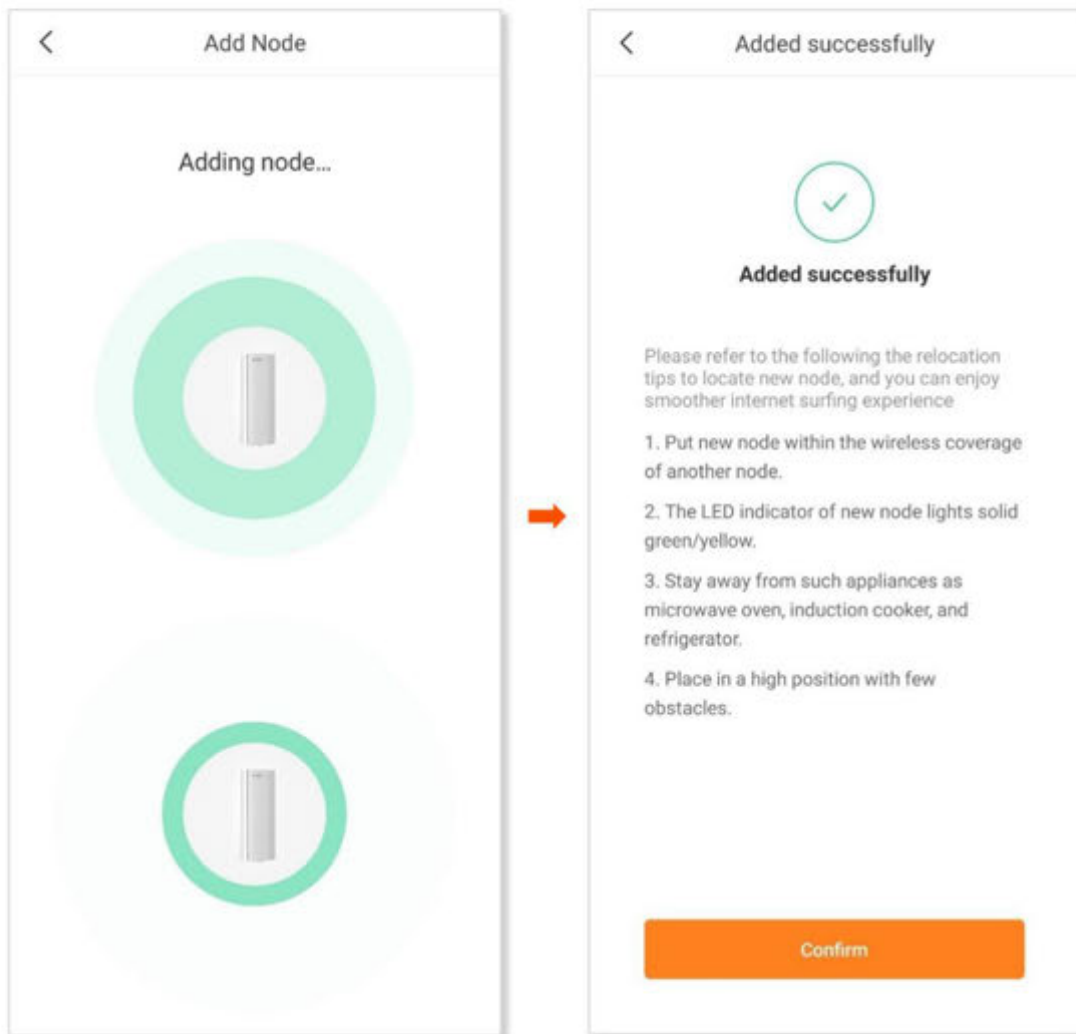 Add Node
Adding node...
Added successfully
Added successfully
Please refer to the following the relocation
tips to locate new node, and you can enjoy
smoother internet surfing experience
1. Put new node within the wireless coverage
of another node.
2. The LED indicator of new node lights solid
green/yellow.
3. Stay away from such appliances as
microwave oven, induction cooker, and
refrigerator.
4. Place in a high position with few
obstacles.
Confirm